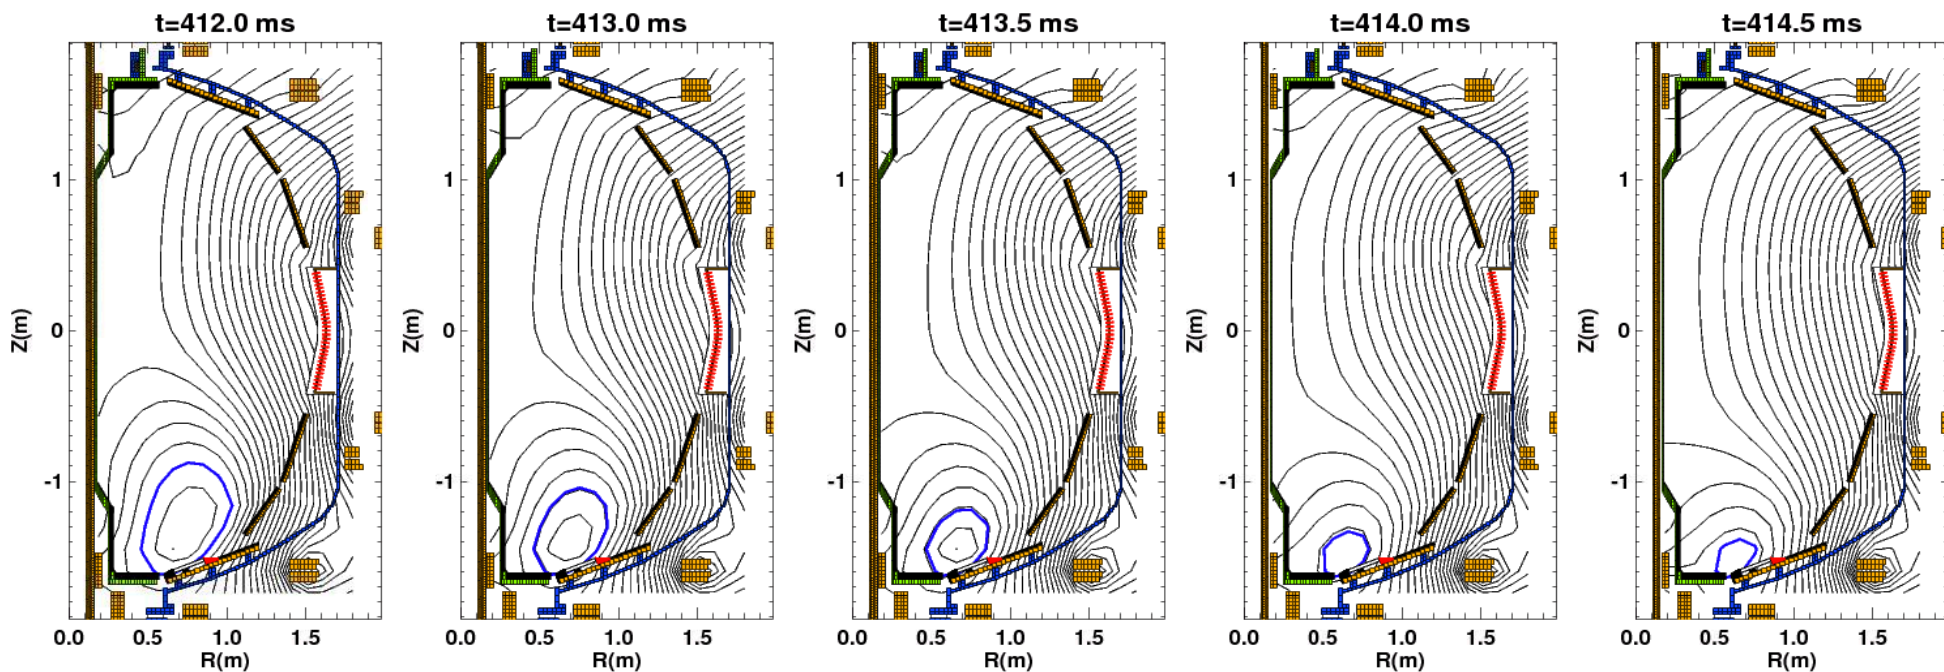 t=412.0 ms t=413.0 ms t=413.5 ms t=414.0 ms t=414.5 ms
1 1 1 1 1
Z(m) 0 Z(m) 0 Z(m) 0 Z(m) 0 Z(m) 0
-1 -1 -1 -1 -1
0.0 0.5 1.0 1.5 0.0 0.5 1.0 1.5 0.0 0.5 1.0 1.5 0.0 0.5 1.0 1.5 0.0 0.5 1.0 1.5
R(m) R(m) R(m) R(m) R(m)